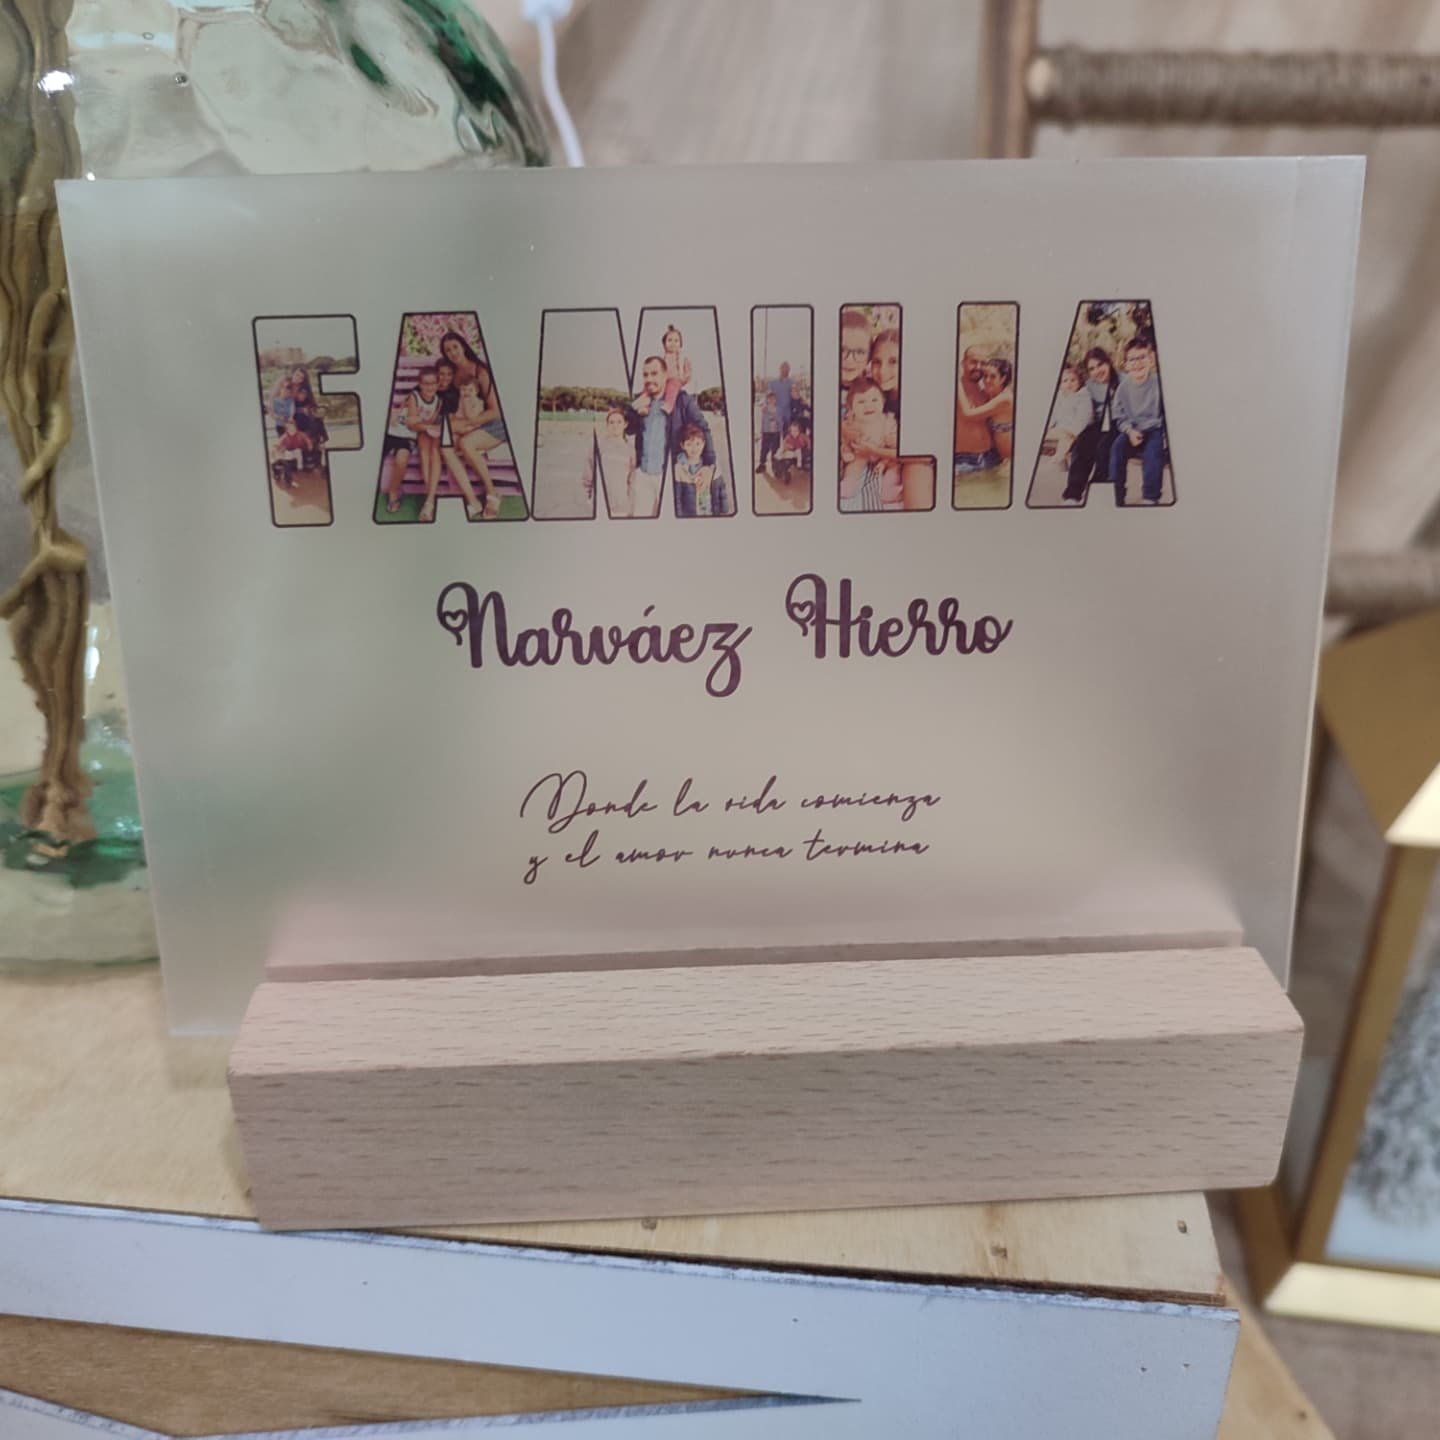 FAMILIA
Narváez Hierro
Donde la vida comienza
y el amor nunca termina